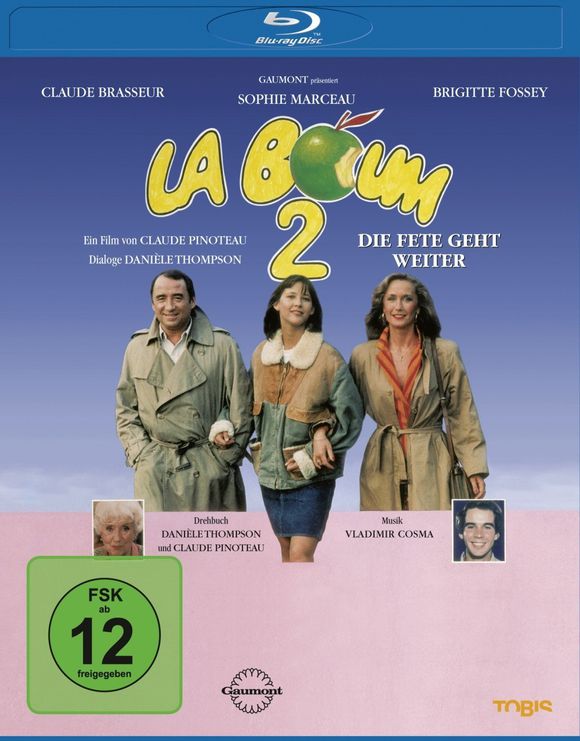 Blu-ray Disc™
GAUMONT präsentiert
CLAUDE BRASSEUR
SOPHIE MARCEAU
BRIGITTE FOSSEY
LA BOUM
2
DIE FETE GEHT
WEITER
Ein Film von CLAUDE PINOTEAU
Dialoge DANIÈLE THOMPSON
Drehbuch
DANIÈLE THOMPSON
und CLAUDE PINOTEAU
Musik
VLADIMIR COSMA
FSK
ab
12
freigegeben
Gaumont
TOBIS